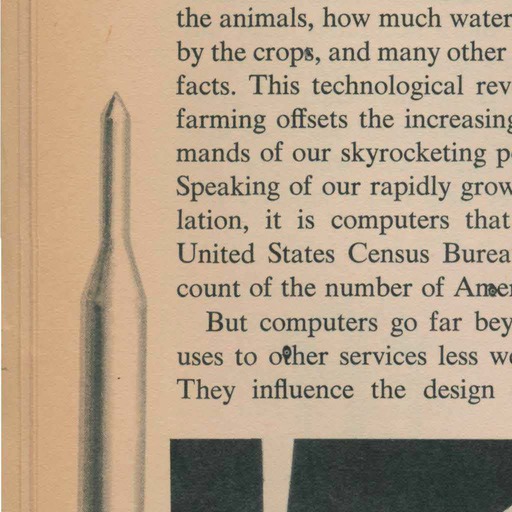 the animals, how much water
by the crops, and many other
facts. This technological rev
farming offsets the increasing
mands of our skyrocketing p
Speaking of our rapidly grow
lation, it is computers that
United States Census Burea
count of the number of Amer
But computers go far bey
uses to other services less we
They influence the design